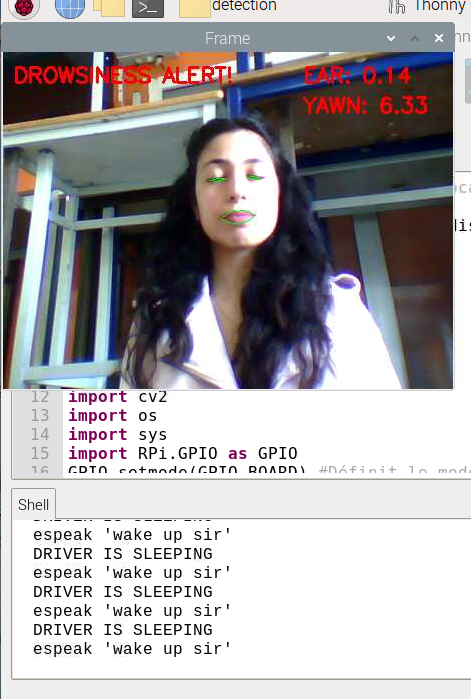 detection
Thonny
Frame
DROWSINESS ALERT!
EAR: 0.14
YAWN: 6.33
12 import cv2
13 import os
14 import sys
15 import RPi.GPIO as GPIO
16 GPIO.setmode(GPIO.BOARD) #Définit le mode
Shell
DRIVER IS SLEEPING
espeak 'wake up sir'
DRIVER IS SLEEPING
espeak 'wake up sir'
DRIVER IS SLEEPING
espeak 'wake up sir'
DRIVER IS SLEEPING
espeak 'wake up sir'